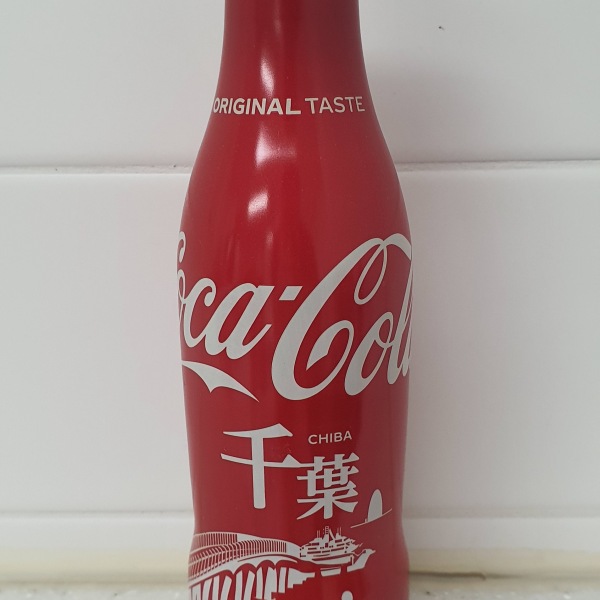 ORIGINAL TASTE
Coca-Cola
千葉
CHIBA